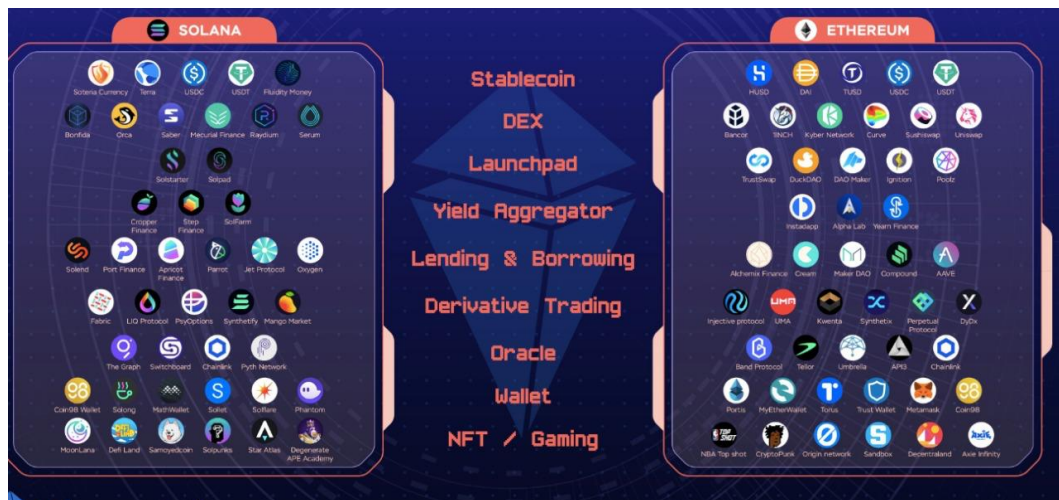 SOLANA
Soteria Currency Terra USDC USDT Fluidity Money
Bonfida Orca Saber Mecurial Finance Raydium Serum
Solstarter Solpad
Cropper Finance Step Finance SolFarm
Solend Port Finance Apricot Finance Parrot Jet Protocol Oxygen
Fabric LIQ Protocol PsyOptions Synthetify Mango Market
The Graph Switchboard Chainlink Pyth Network
Coin98 Wallet Solong MathWallet Sollet Solflare Phantom
MoonLana Defi Land Samoyedcoin Solpunks Star Atlas Degenerate APE Academy
Stablecoin
DEX
Launchpad
Yield Aggregator
Lending & Borrowing
Derivative Trading
Oracle
Wallet
NFT / Gaming
ETHEREUM
HUSD DAI TUSD USDC USDT
Bancor 1INCH Kyber Network Curve Sushiswap Uniswap
TrustSwap DuckDAO DAO Maker Ignition Poolz
Instadapp Alpha Lab Yearn Finance
Alchemix Finance Cream Maker DAO Compound AAVE
Injective protocol UMA Kwenta Synthetix Perpetual Protocol DyDx
Band Protocol Tellor Umbrella API3 Chainlink
Portis MyEtherWallet Torus Trust Wallet Metamask Coin98
NBA Top shot CryptoPunk Origin network Sandbox Decentraland Axie Infinity